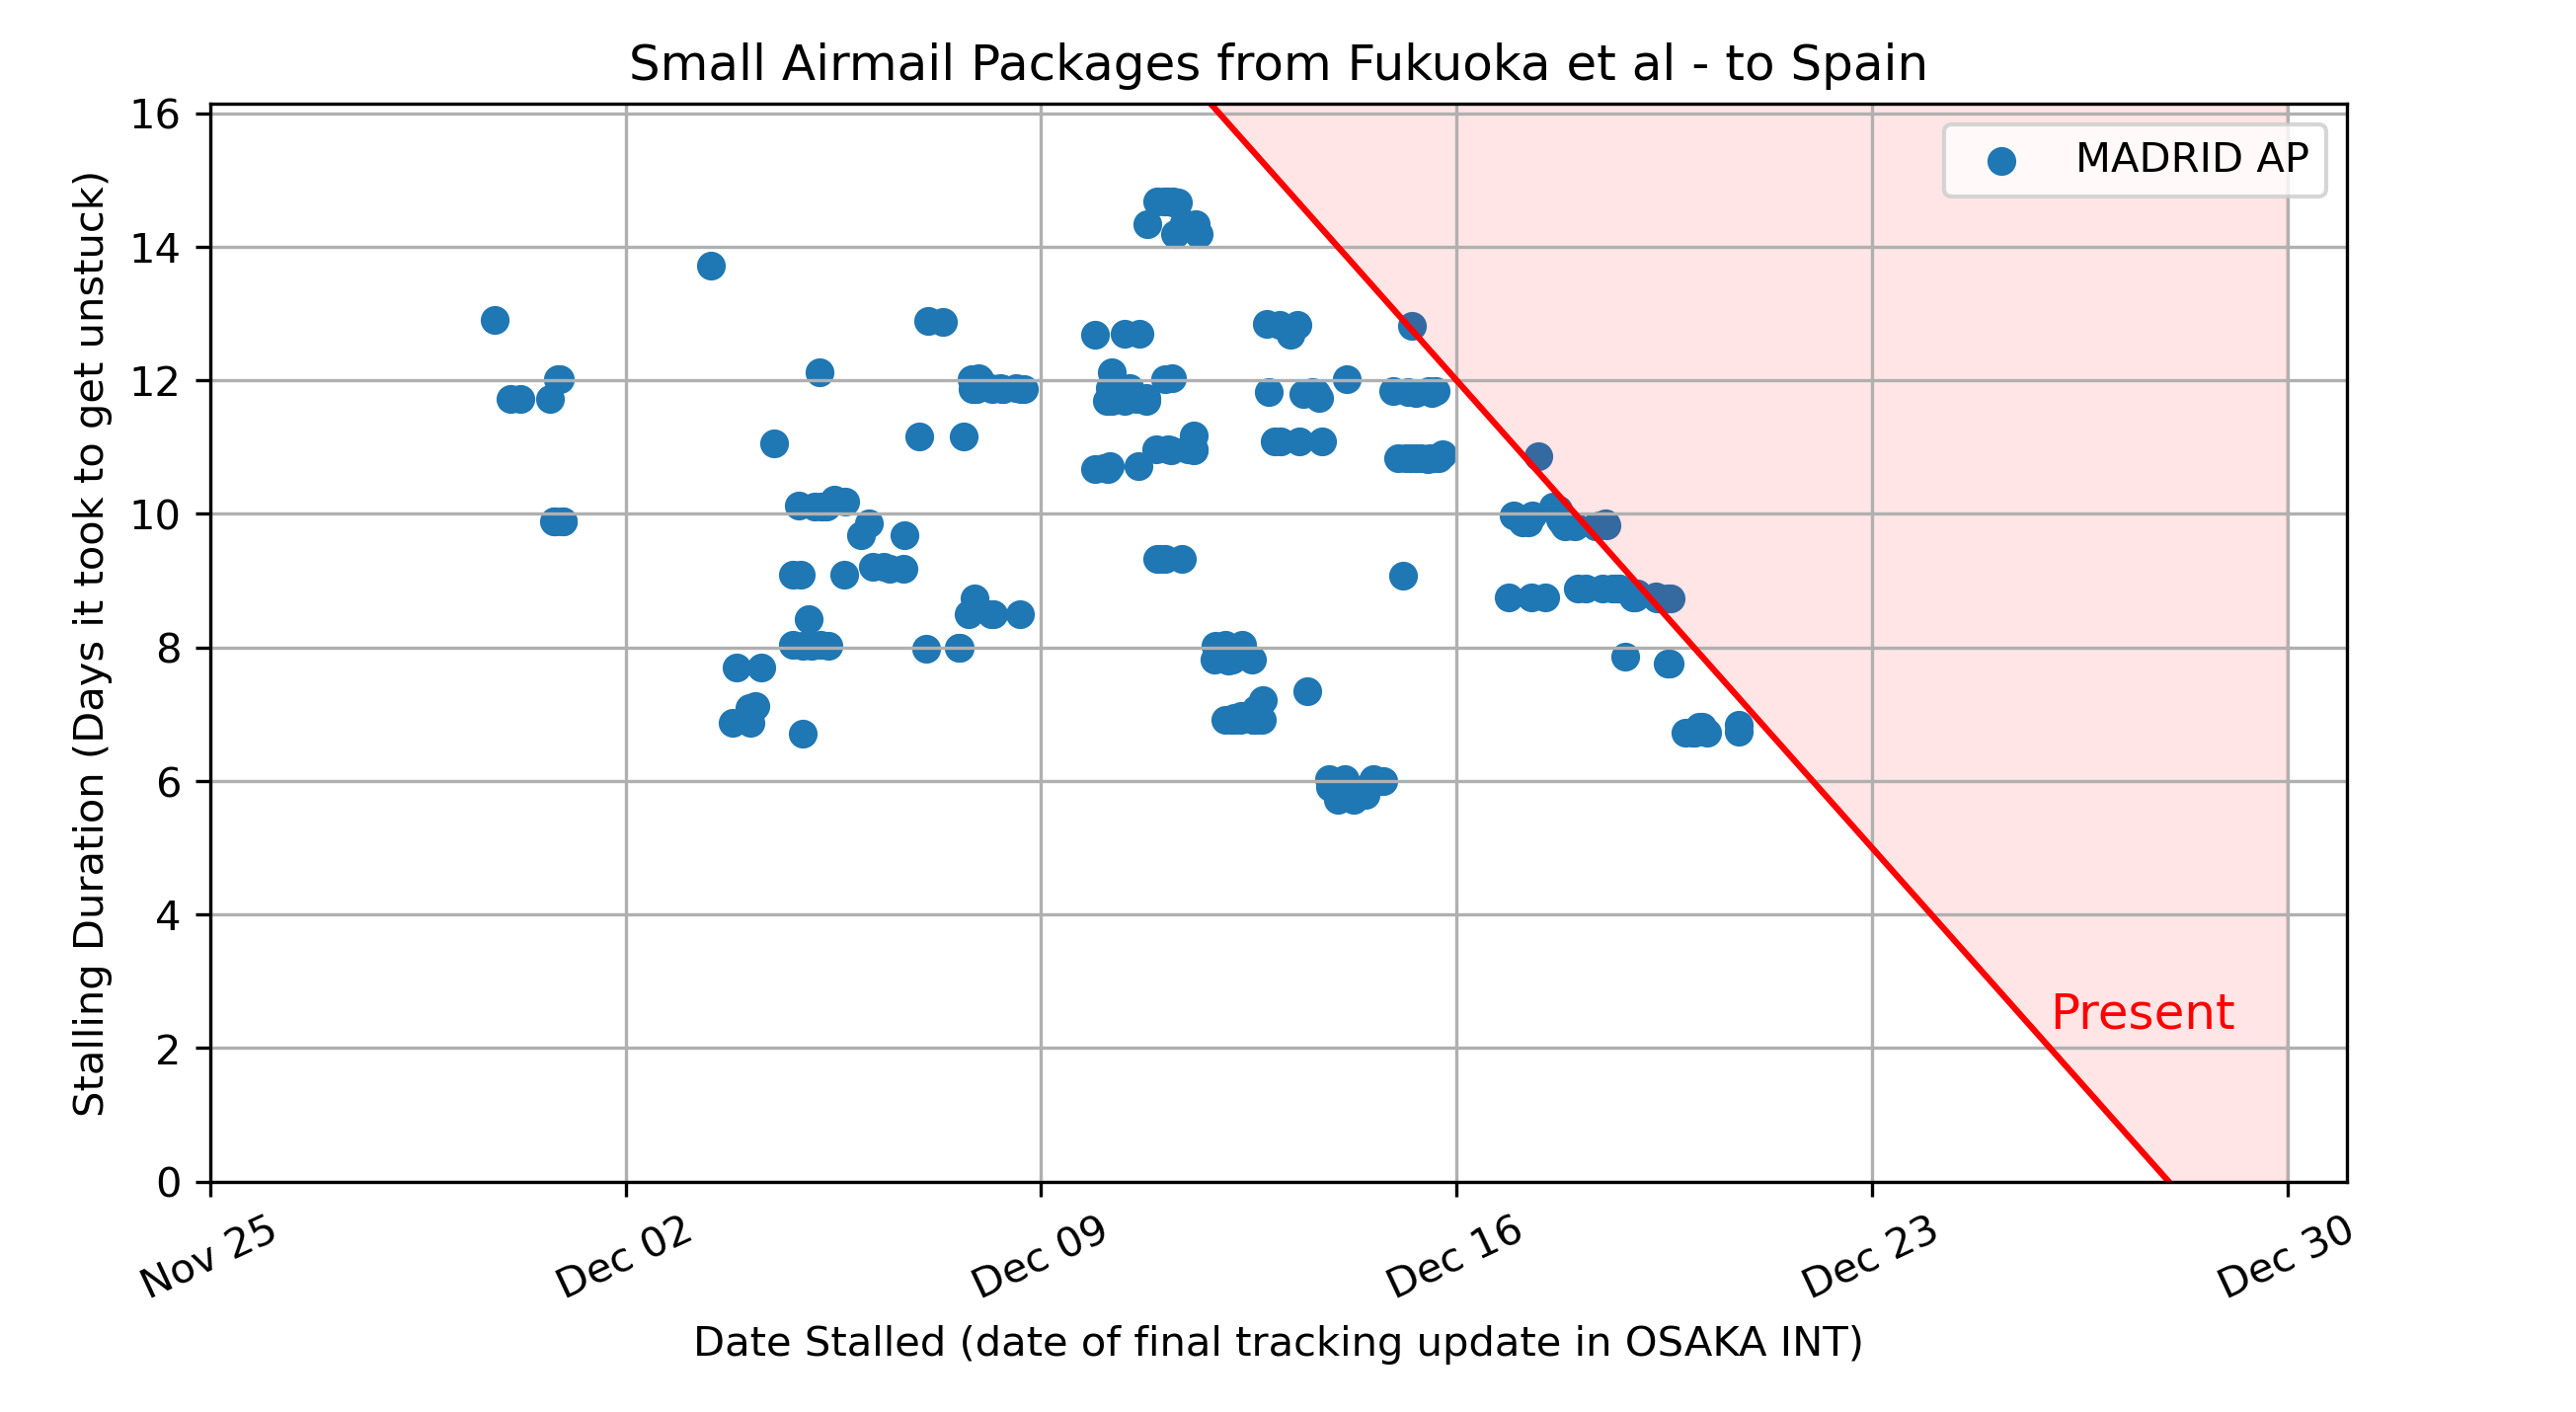 Small Airmail Packages from Fukuoka et al - to Spain
Stalling Duration (Days it took to get unstuck)
16
14
12
10
8
6
4
2
0
MADRID AP
Present
Nov 25
Dec 02
Dec 09
Dec 16
Dec 23
Dec 30
Date Stalled (date of final tracking update in OSAKA INT)